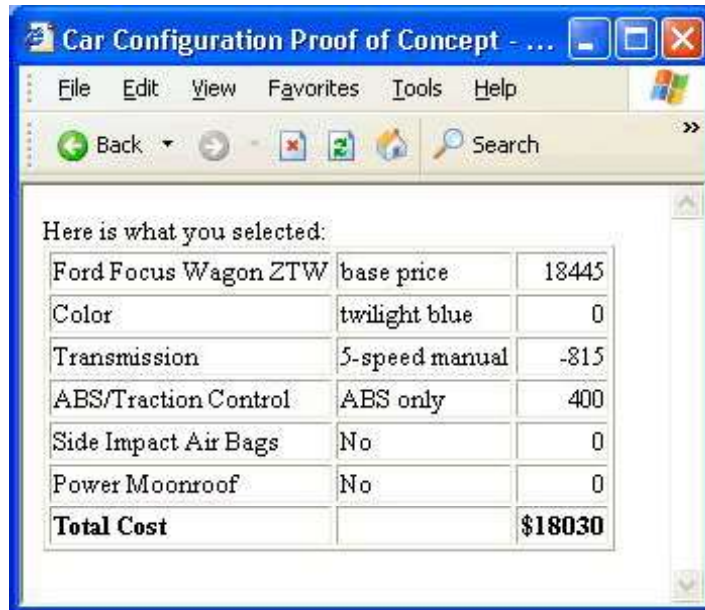 Car Configuration Proof of Concept - ...
File Edit View Favorites Tools Help
Back Search »
Here is what you selected:
Ford Focus Wagon ZTW base price 18445
Color twilight blue 0
Transmission 5-speed manual -815
ABS/Traction Control ABS only 400
Side Impact Air Bags No 0
Power Moonroof No 0
Total Cost $18030